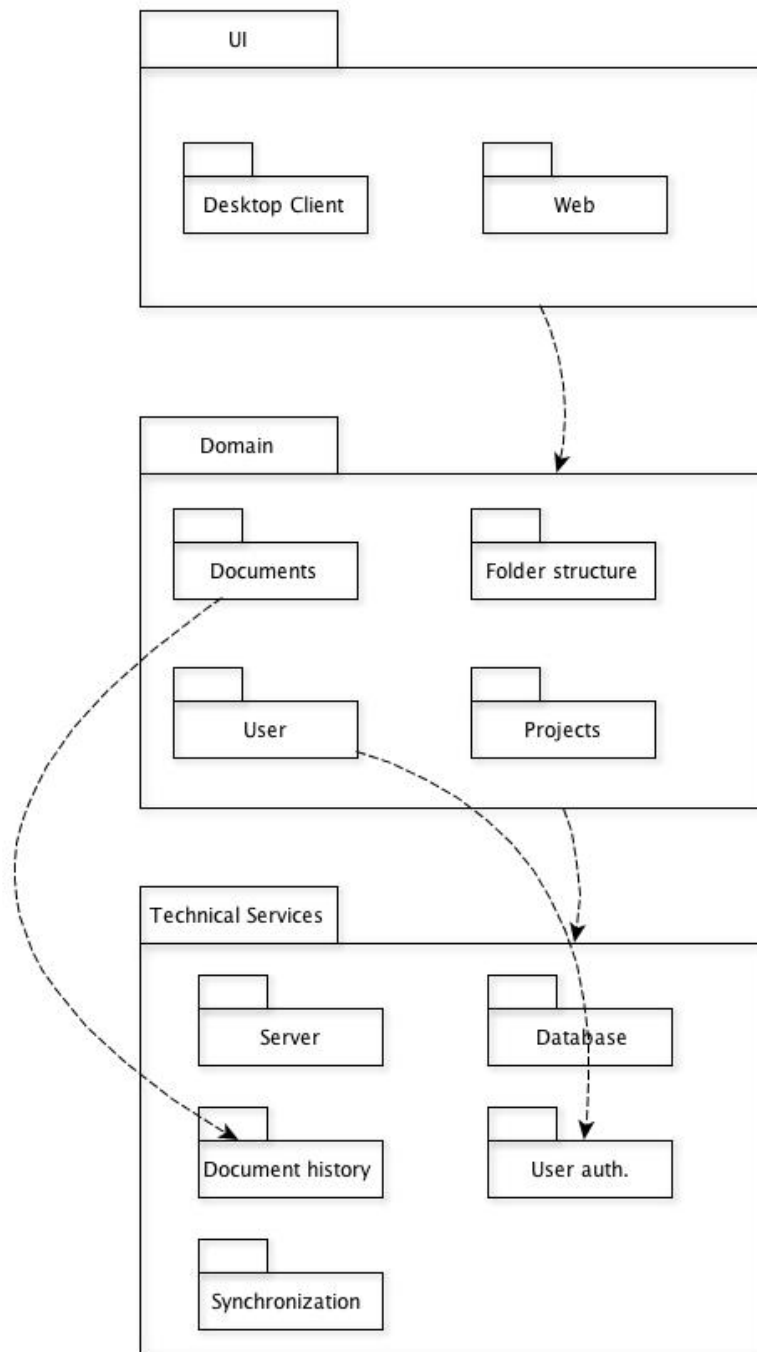 UI
Desktop Client
Web
Domain
Documents
Folder structure
User
Projects
Technical Services
Server
Database
Document history
User auth.
Synchronization